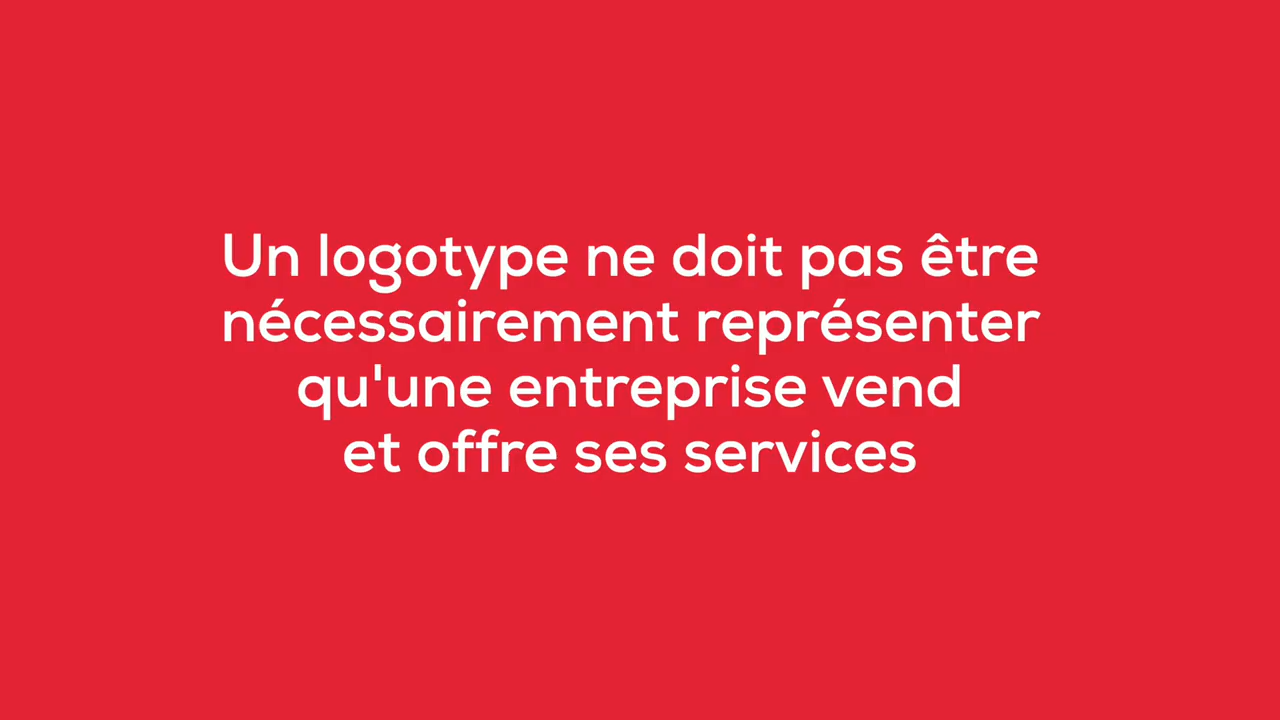 Un logotype ne doit pas être
nécessairement représenter
qu'une entreprise vend
et offre ses services